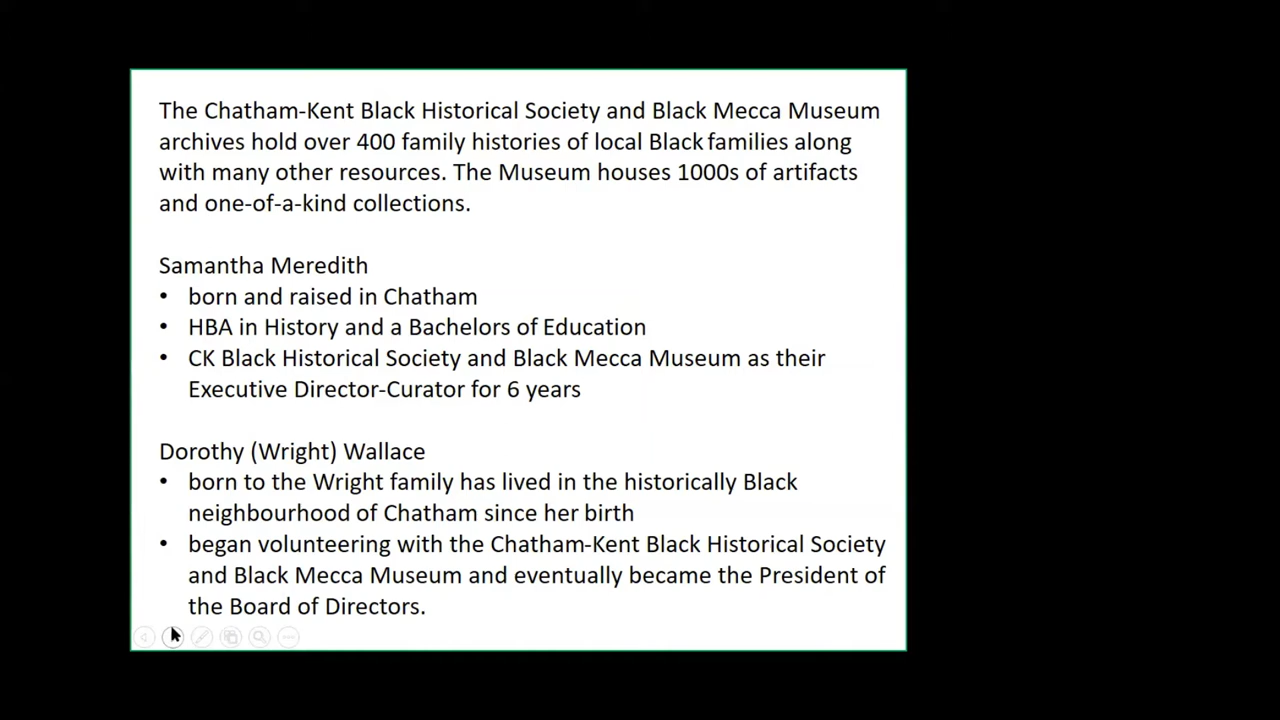 The Chatham-Kent Black Historical Society and Black Mecca Museum
archives hold over 400 family histories of local Black families along
with many other resources. The Museum houses 1000s of artifacts
and one-of-a-kind collections.
Samantha Meredith
• born and raised in Chatham
• HBA in History and a Bachelors of Education
• CK Black Historical Society and Black Mecca Museum as their
Executive Director-Curator for 6 years
Dorothy (Wright) Wallace
• born to the Wright family has lived in the historically Black
neighbourhood of Chatham since her birth
• began volunteering with the Chatham-Kent Black Historical Society
and Black Mecca Museum and eventually became the President of
the Board of Directors.